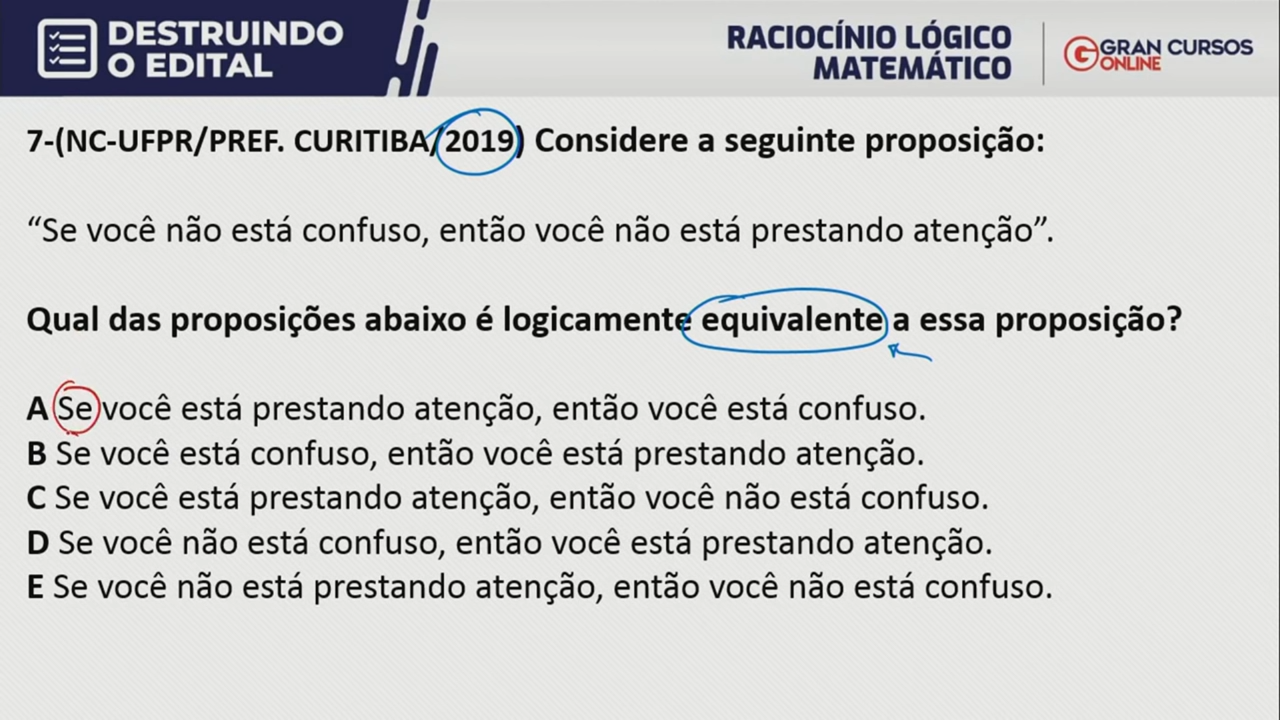 DESTRUINDO
O EDITAL
RACIOCÍNIO LÓGICO
MATEMÁTICO
GRAN CURSOS
ONLINE
7-(NC-UFPR/PREF. CURITIBA/2019) Considere a seguinte proposição:
“Se você não está confuso, então você não está prestando atenção”.
Qual das proposições abaixo é logicamente equivalente a essa proposição?
A Se você está prestando atenção, então você está confuso.
B Se você está confuso, então você está prestando atenção.
C Se você está prestando atenção, então você não está confuso.
D Se você não está confuso, então você está prestando atenção.
E Se você não está prestando atenção, então você não está confuso.